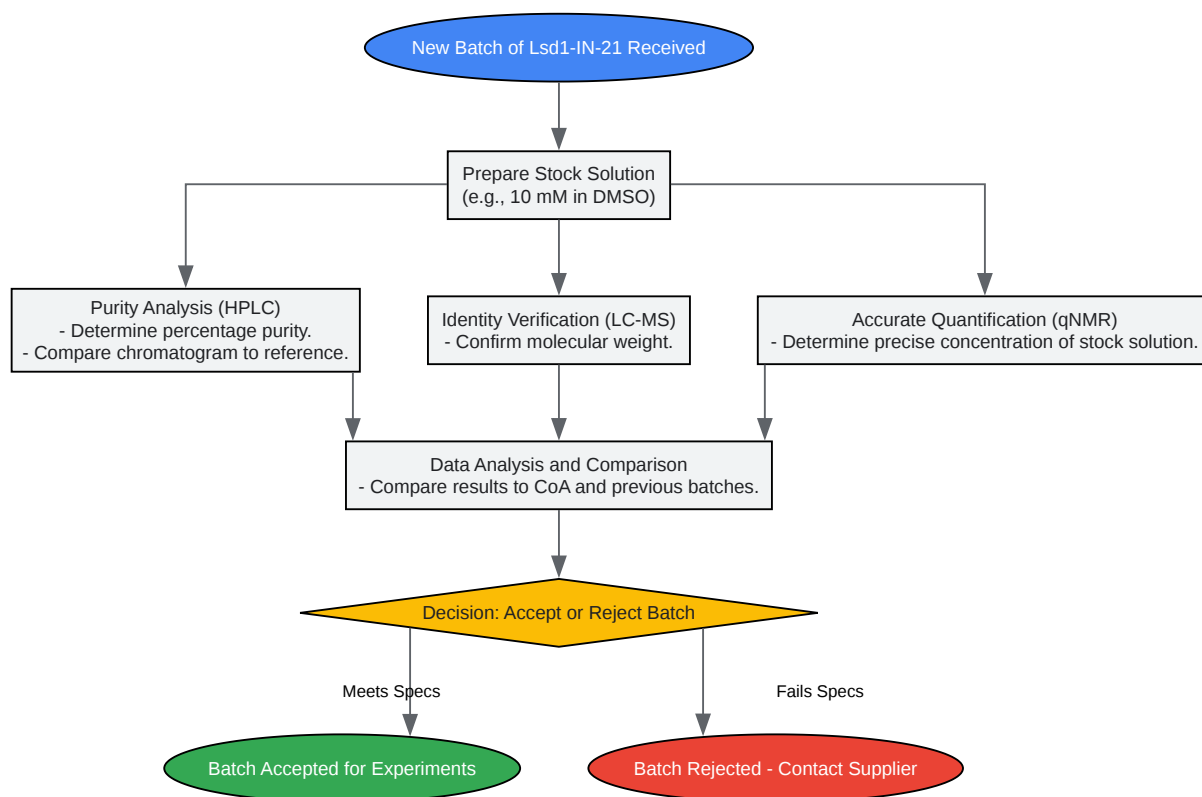 New Batch of Lsd1-IN-21 Received
Prepare Stock Solution
(e.g., 10 mM in DMSO)
Purity Analysis (HPLC)
- Determine percentage purity.
- Compare chromatogram to reference.
Identity Verification (LC-MS)
- Confirm molecular weight.
Accurate Quantification (qNMR)
- Determine precise concentration of stock solution.
Data Analysis and Comparison
- Compare results to CoA and previous batches.
Decision: Accept or Reject Batch
Meets Specs
Fails Specs
Batch Accepted for Experiments
Batch Rejected - Contact Supplier